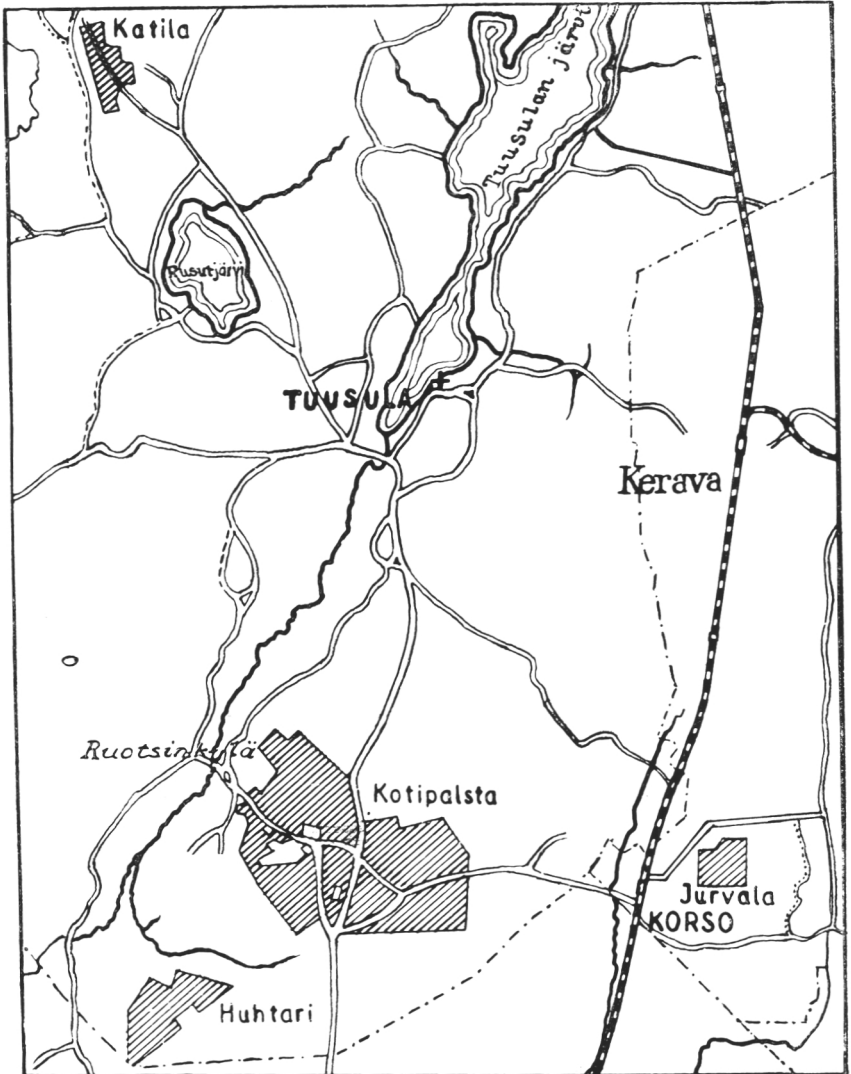 Katila
Tuusulan järvi
Rusutjärvi
TUUSULA
Kerava
Ruotsinkylä
Kotipalsta
Jurvala
KORSO
Huhtari